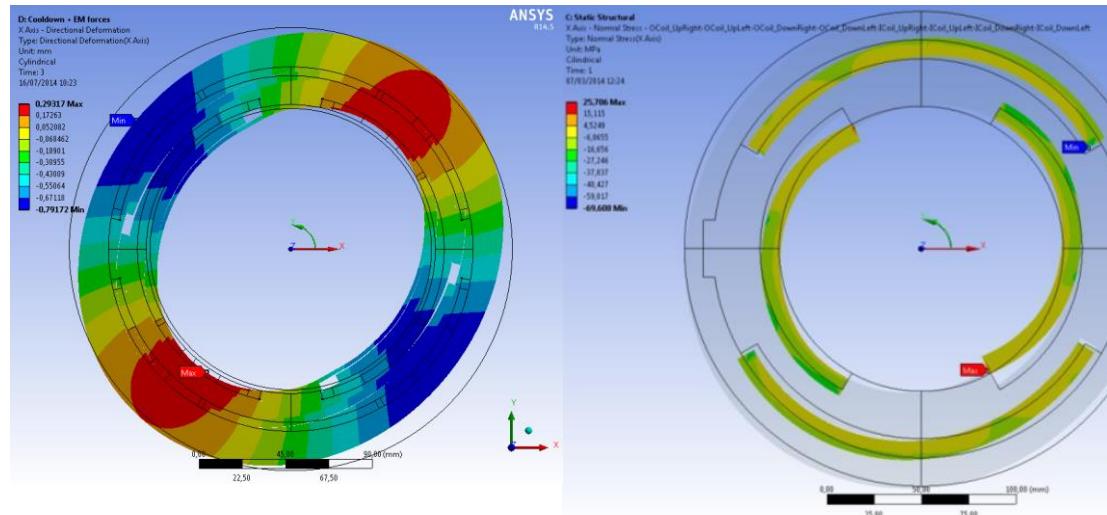 D: Cooldown + EM forces
X Axis - Directional Deformation
Type: Directional Deformation(X Axis)
Unit: mm
Cylindrical
Time: 3
16/07/2014 10:23
0,29317 Max
0,17263
0,052082
-0,068462
-0,18901
-0,30955
-0,43009
-0,55064
-0,67118
-0,79172 Min
ANSYS
R14.5
Min
Y
Z
X
Max
0,00
45,00
90,00 (mm)
22,50
67,50
Y
X
C: Static Structural
X Axis - Normal Stress - OCoil_UpRight-OCoil_UpLeft-OCoil_DownRight-OCoil_DownLeft-ICoil_UpRight-ICoil_UpLeft-ICoil_DownRight-ICoil_DownLeft
Type: Normal Stress(X Axis)
Unit: MPa
Cilindrical
Time: 1
07/03/2014 12:24
25,706 Max
15,115
4,5249
-6,0655
-16,656
-27,246
-37,837
-48,427
-59,017
-69,608 Min
Min
Z
X
Max
0,00
50,00
100,00 (mm)
25,00
75,00